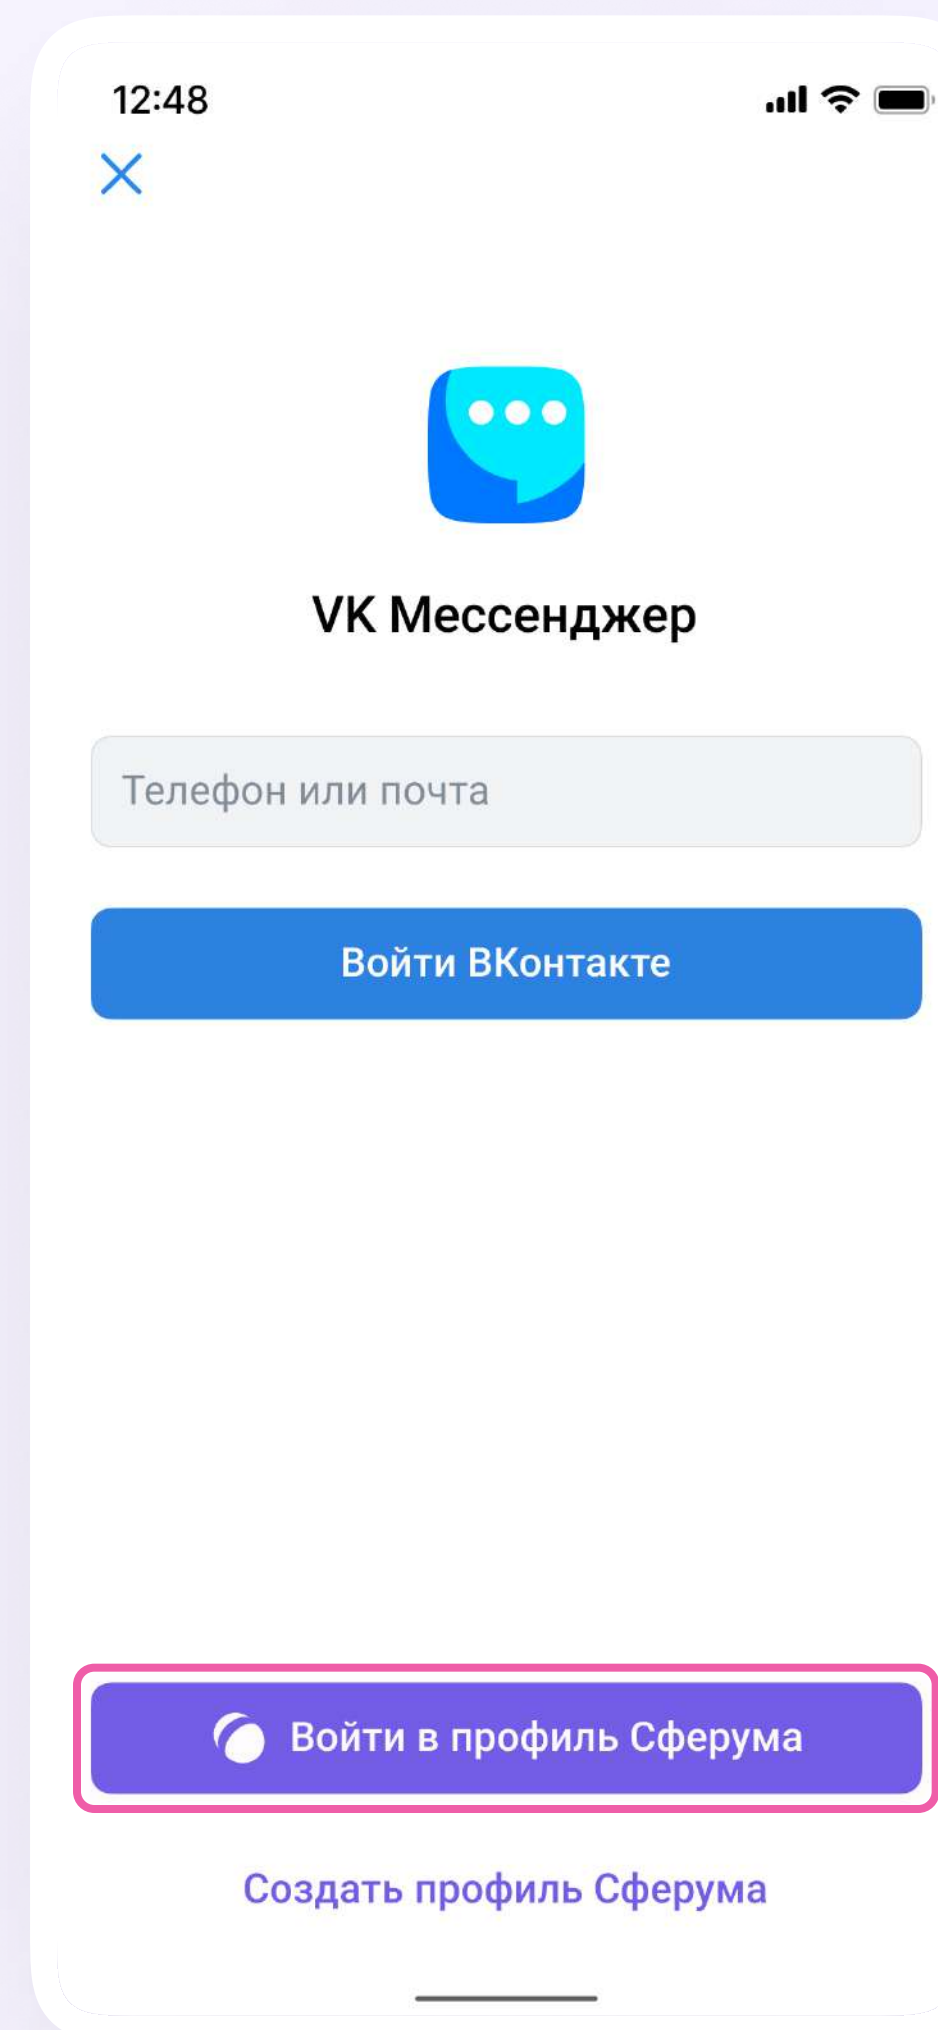 12:48
VK Мессенджер
Телефон или почта
Войти ВКонтакте
Войти в профиль Сферума
Создать профиль Сферума